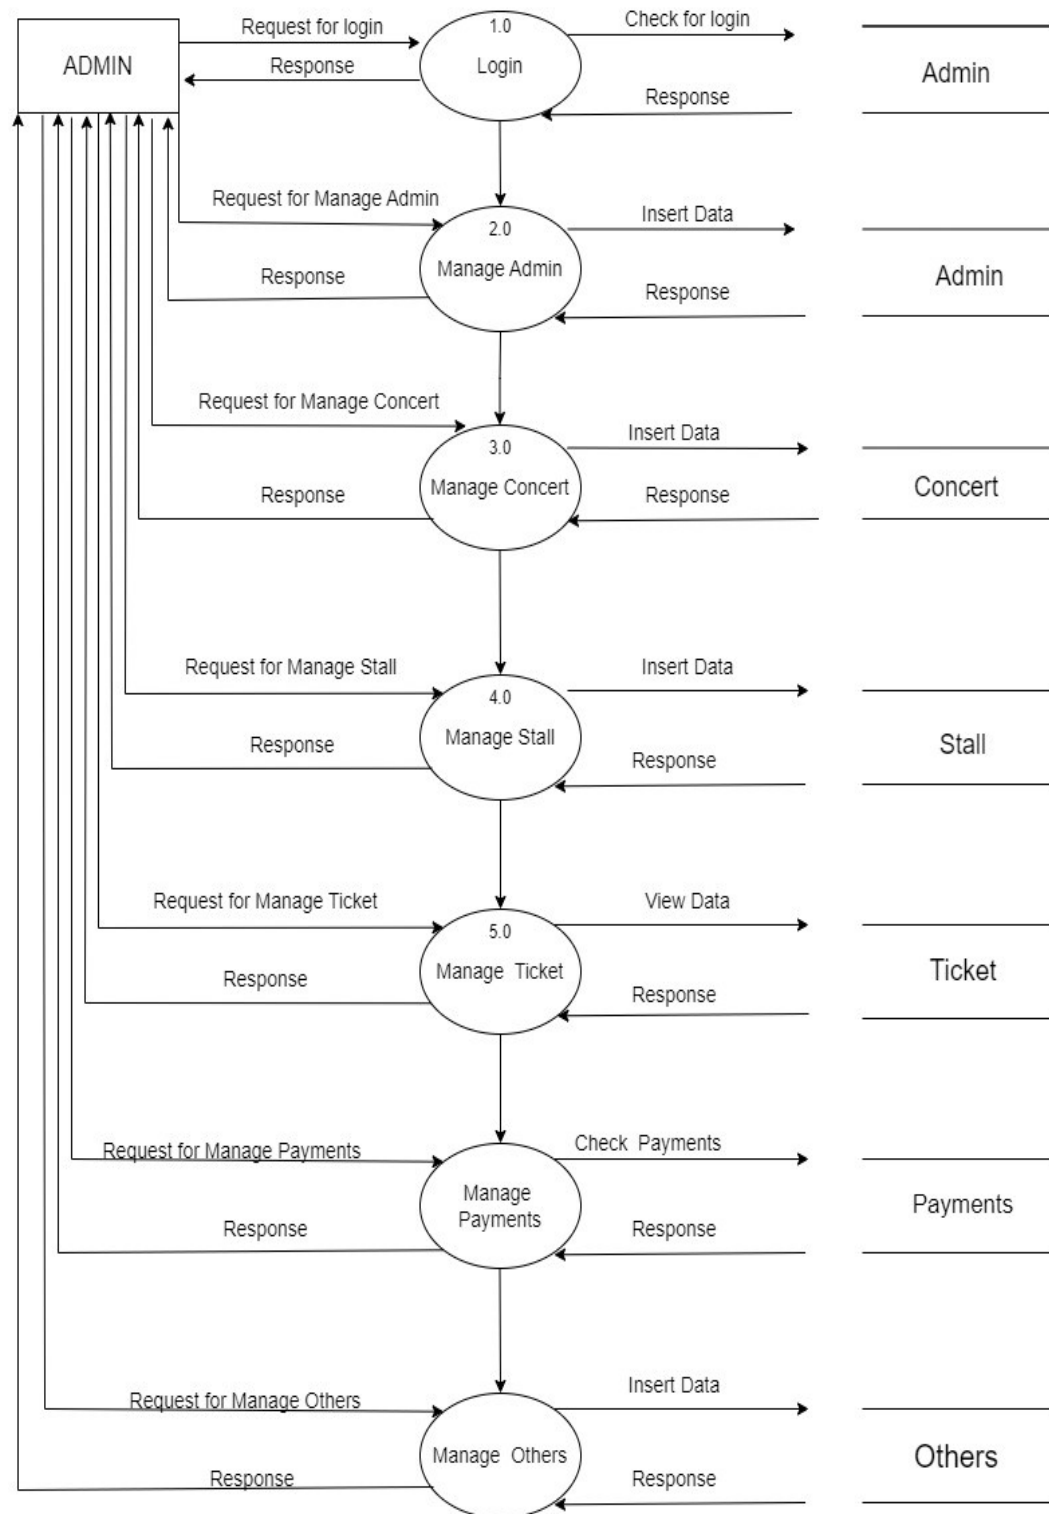 ADMIN
Request for login
1.0
Login
Check for login
Response
Response
Admin
Request for Manage Admin
2.0
Manage Admin
Insert Data
Response
Response
Admin
Request for Manage Concert
3.0
Manage Concert
Insert Data
Response
Response
Concert
Request for Manage Stall
4.0
Manage Stall
Insert Data
Response
Response
Stall
Request for Manage Ticket
5.0
Manage Ticket
View Data
Response
Response
Ticket
Request for Manage Payments
Manage
Payments
Check Payments
Response
Response
Payments
Request for Manage Others
Manage Others
Insert Data
Response
Response
Others